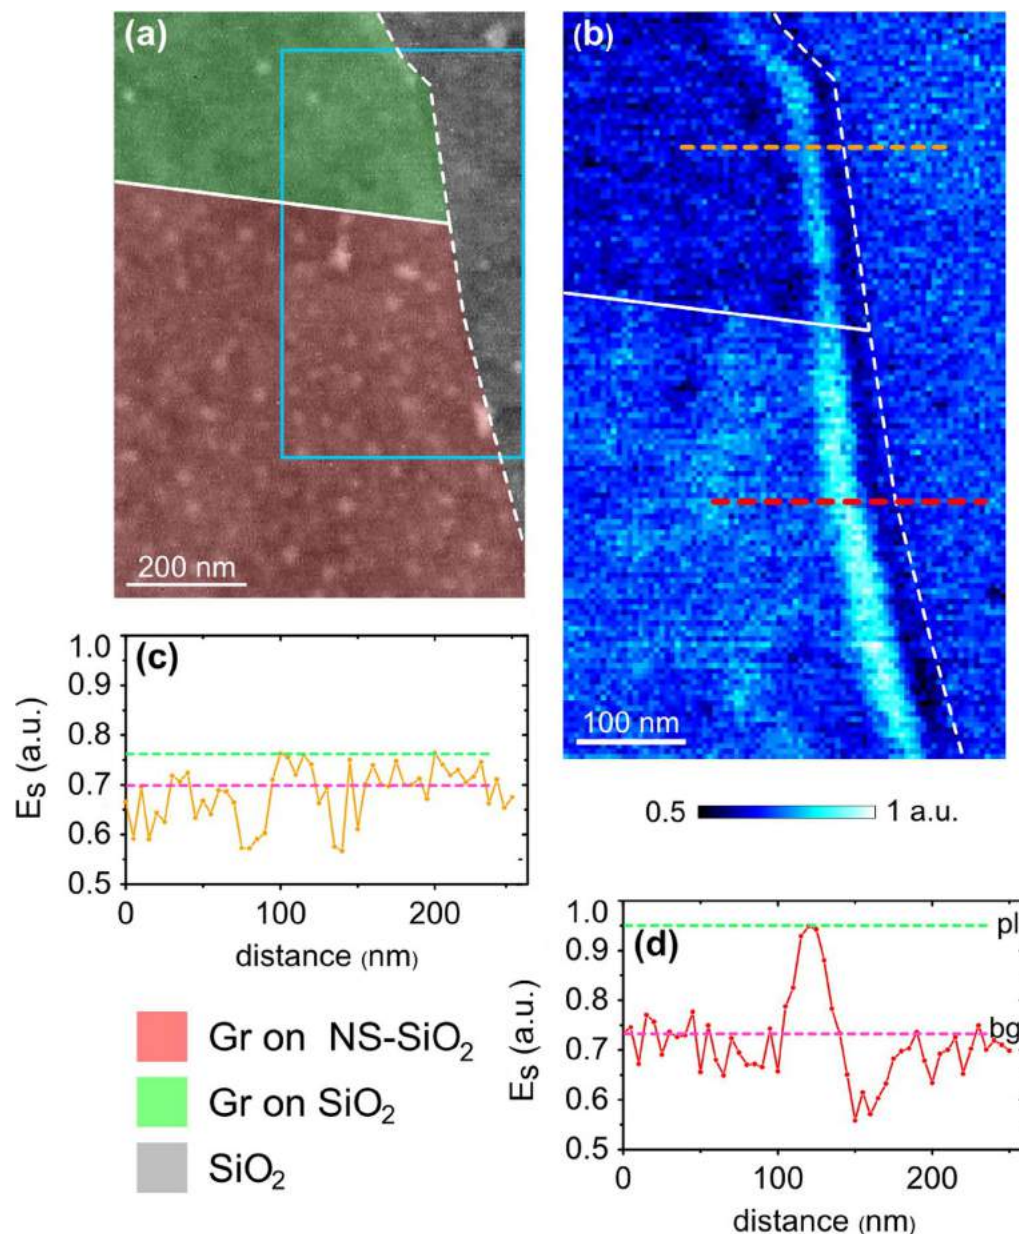 (a)
200 nm
(b)
100 nm
0.5 1 a.u.
(c)
1.0
0.9
0.8
0.7
0.6
0.5
Es (a.u.)
0 100 200
distance (nm)
(d)
1.0
0.9
0.8
0.7
0.6
0.5
Es (a.u.)
pl
bg
0 100 200
distance (nm)
Gr on NS-SiO2
Gr on SiO2
SiO2